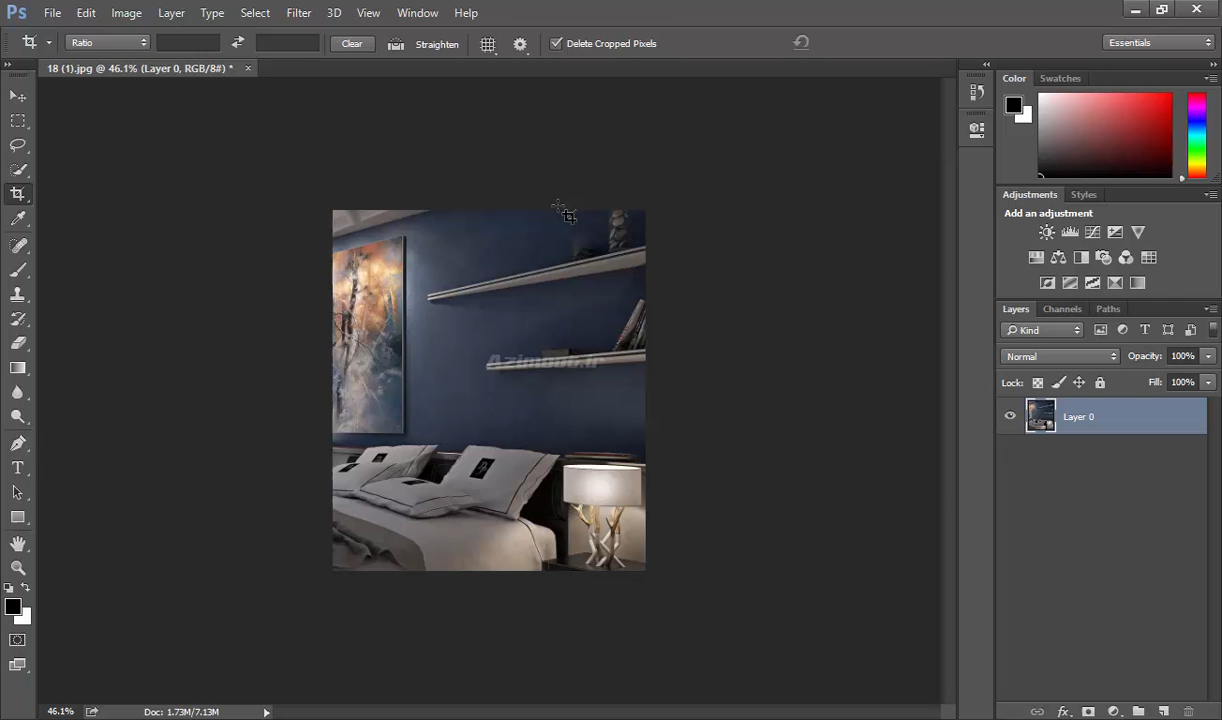 Ps File Edit Image Layer Type Select Filter 3D View Window Help
Ratio Clear Straighten Delete Cropped Pixels Essentials
18 (1).jpg @ 46.1% (Layer 0, RGB/8#) *
Color Swatches
Adjustments Styles
Add an adjustment
Layers Channels Paths
Kind
Normal Opacity: 100%
Azimoob.ir
Lock: Fill: 100%
Layer 0
46.1% Doc: 1.73M/7.13M